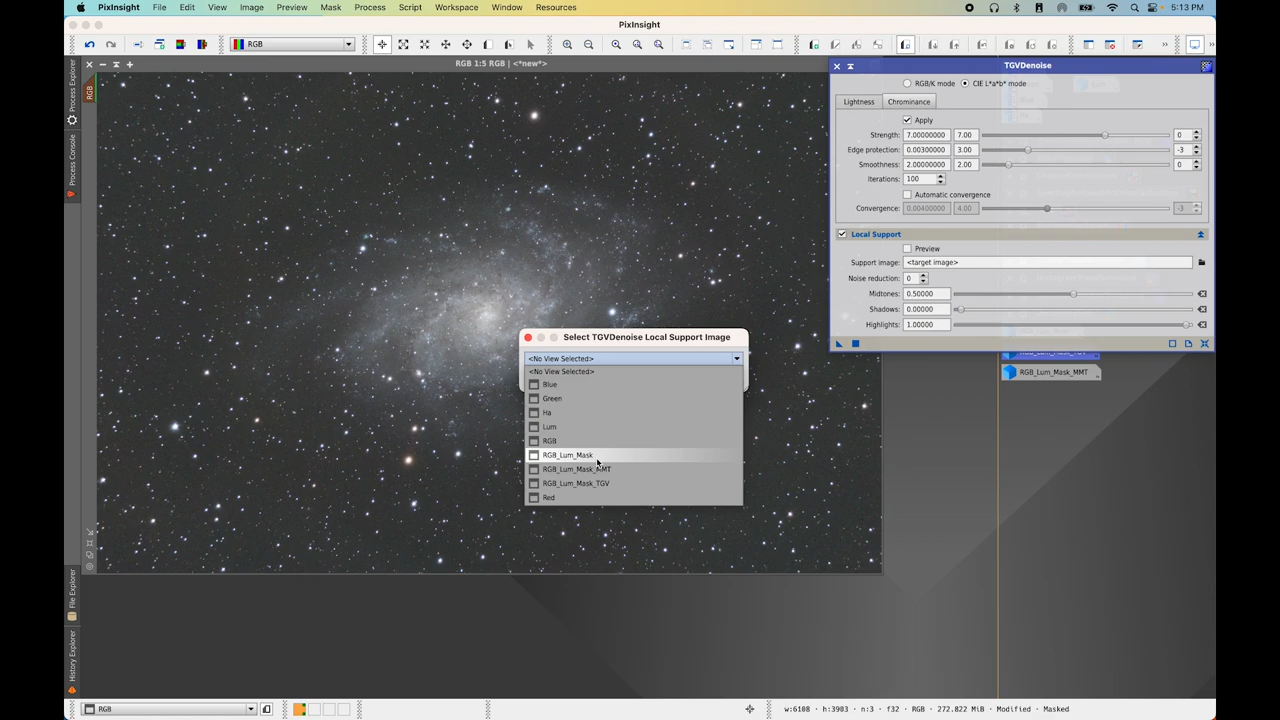 PixInsight File Edit View Image Preview Mask Process Script Workspace Window Resources 5:13 PM
PixInsight
RGB
RGB 1:5 RGB | <*new*>
RGB
Process Explorer
Process Console
File Explorer
History Explorer
TGVDenoise
RGB/K mode CIE L*a*b* mode
Lightness Chrominance
Apply
Strength: 7.00000000 7.00 0
Edge protection: 0.00300000 3.00 -3
Smoothness: 2.00000000 2.00 0
Iterations: 100
Automatic convergence
Convergence: 0.00400000 4.00 -3
Local Support
Preview
Support image: <target image>
Noise reduction: 0
Midtones: 0.50000
Shadows: 0.00000
Highlights: 1.00000
RGB_Lum_Mask_TGV
RGB_Lum_Mask_MMT
Select TGVDenoise Local Support Image
<No View Selected>
<No View Selected>
Blue
Green
Ha
Lum
RGB
RGB_Lum_Mask
RGB_Lum_Mask_MMT
RGB_Lum_Mask_TGV
Red
RGB
w:6108 · h:3903 · n:3 · f32 · RGB · 272.822 MiB · Modified · Masked